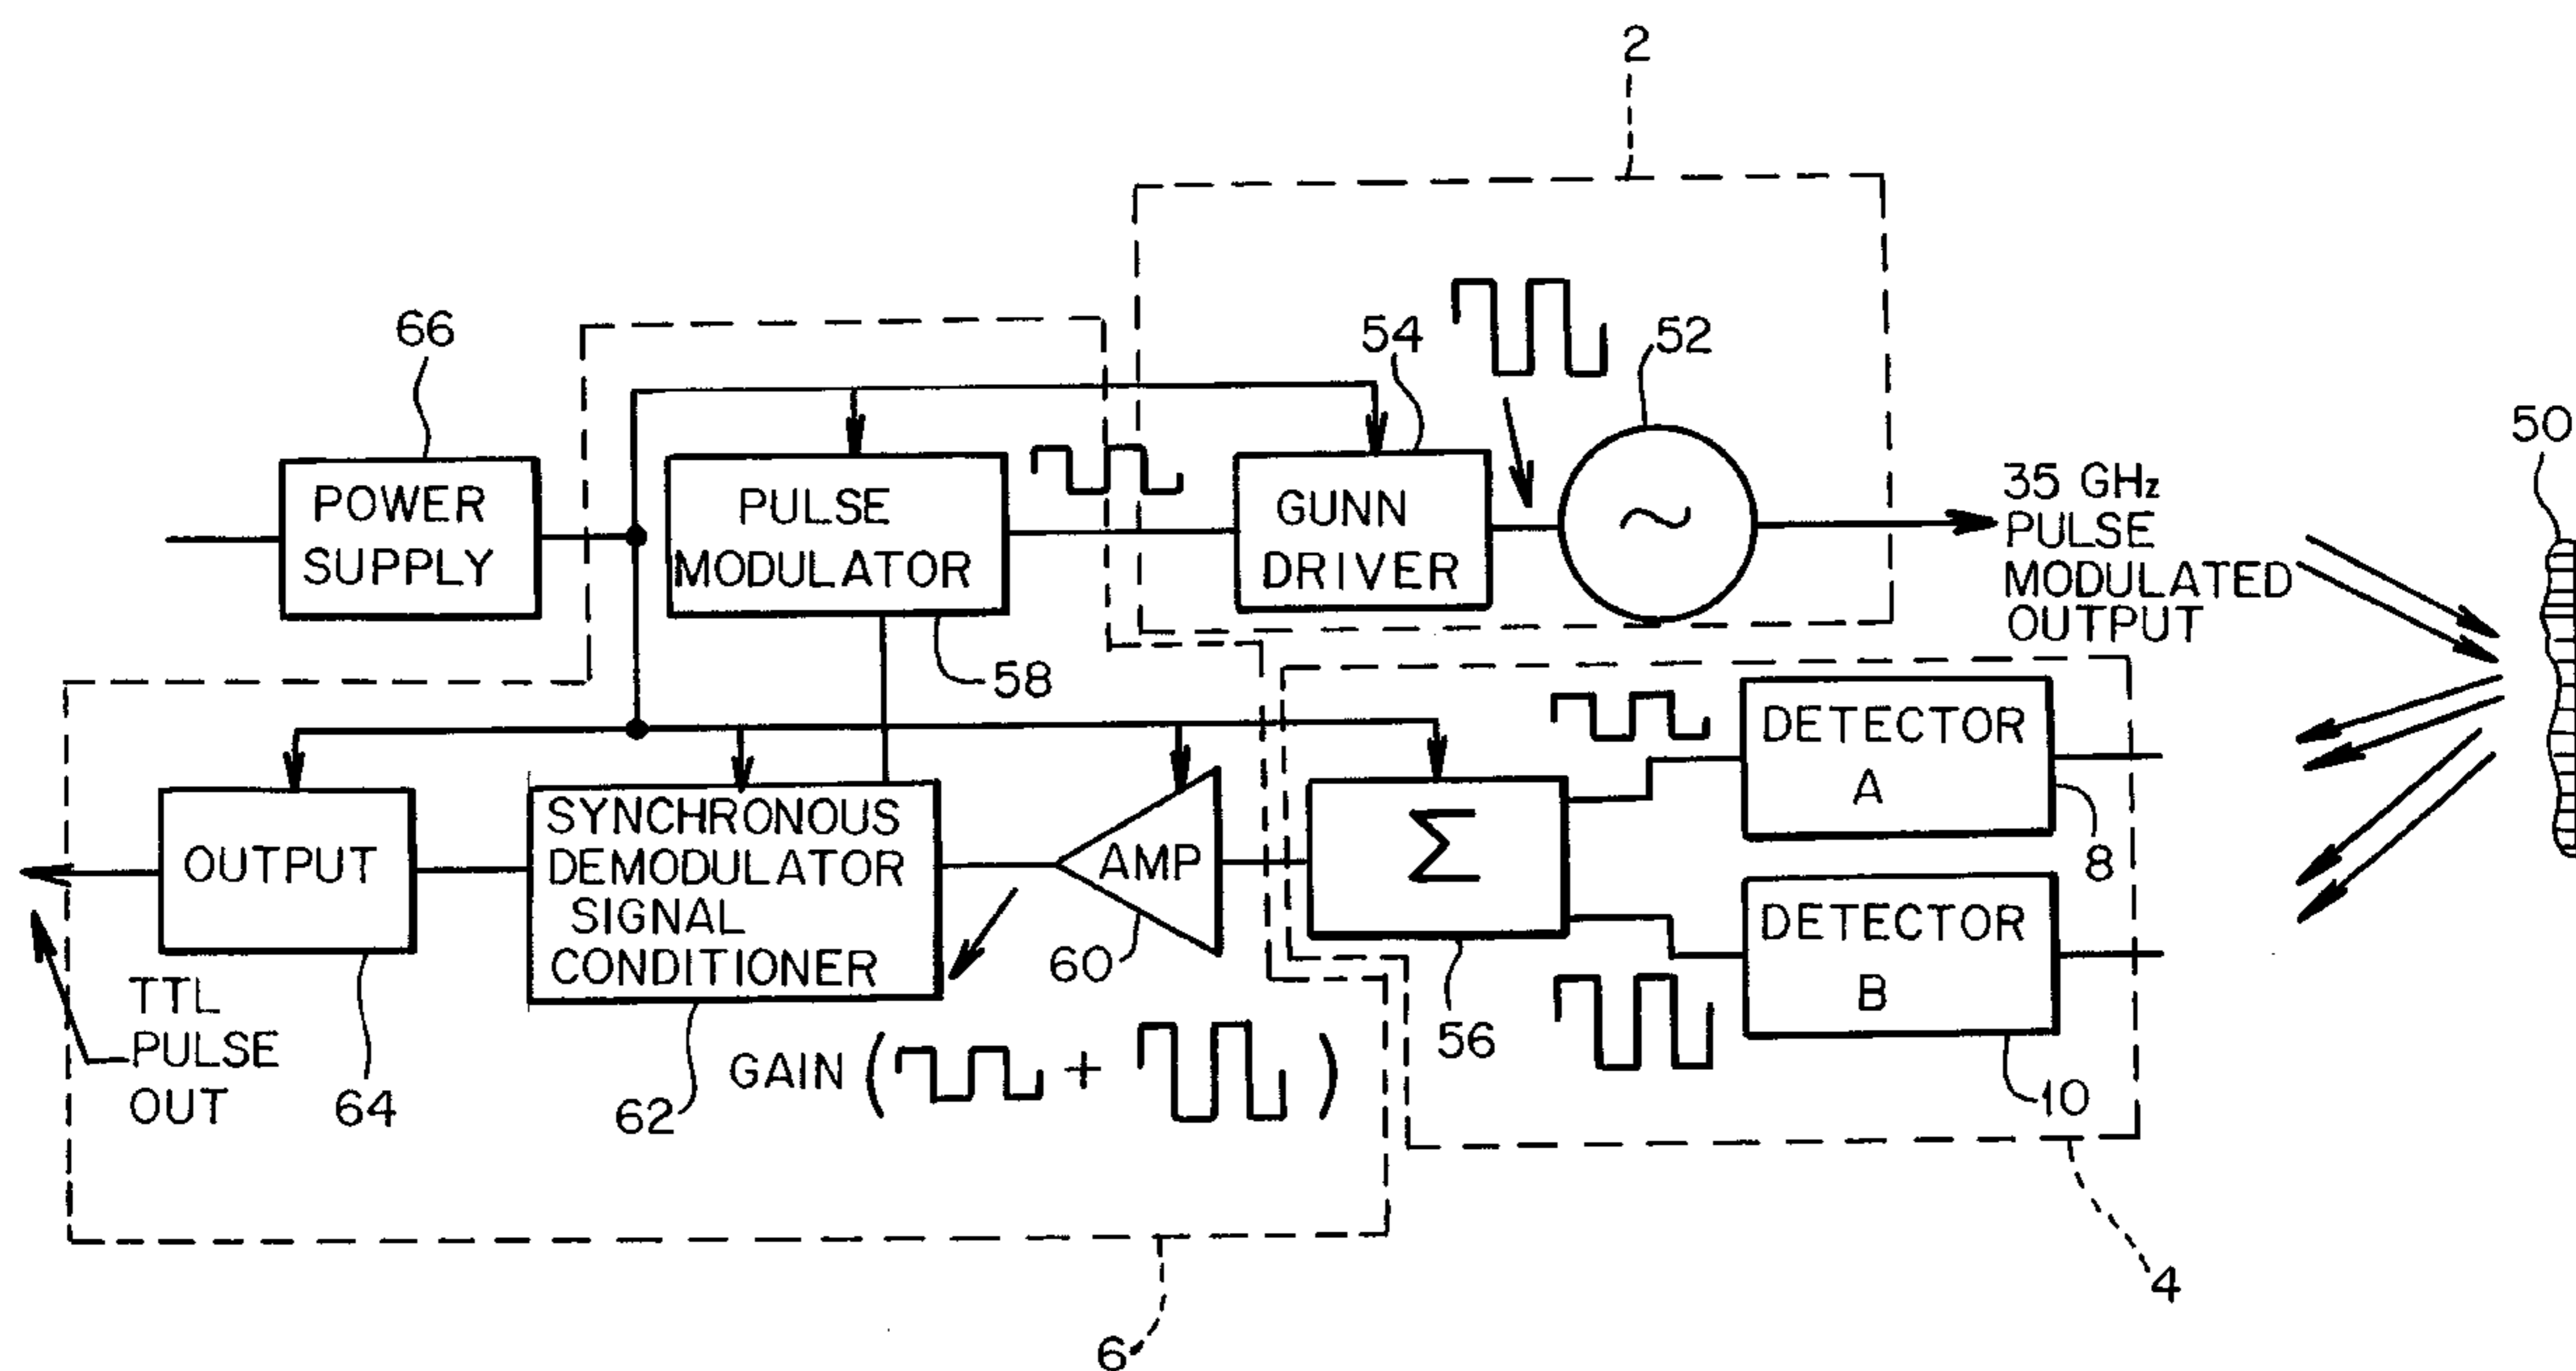 2
66
54
52
50
POWER
SUPPLY
PULSE
MODULATOR
GUNN
DRIVER
~
35 GHz
PULSE
MODULATED
OUTPUT
58
OUTPUT
SYNCHRONOUS
DEMODULATOR
SIGNAL
CONDITIONER
AMP
Σ
DETECTOR
A
8
DETECTOR
B
10
60
56
TTL
PULSE
OUT
64
62
GAIN ( + )
4
6